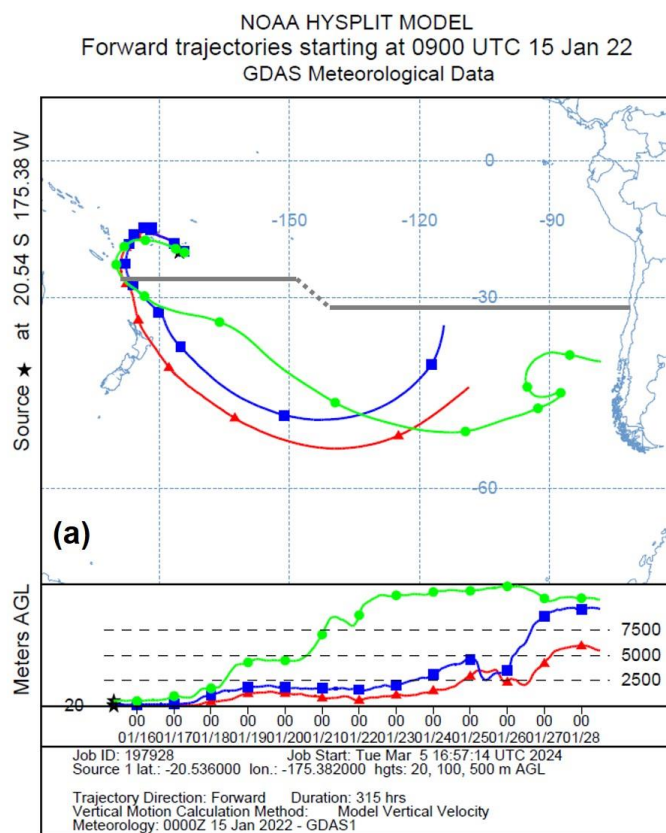 NOAA HYSPLIT MODEL
Forward trajectories starting at 0900 UTC 15 Jan 22
GDAS Meteorological Data
Source ★ at 20.54 S 175.38 W
0
-150
-120
-90
-30
-60
(a)
Meters AGL
7500
5000
2500
20
00 00 00 00 00 00 00 00 00 00 00 00 00
01/16 01/17 01/18 01/19 01/20 01/21 01/22 01/23 01/24 01/25 01/26 01/27 01/28
Job ID: 197928 Job Start: Tue Mar 5 16:57:14 UTC 2024
Source 1 lat.: -20.536000 lon.: -175.382000 hgts: 20, 100, 500 m AGL
Trajectory Direction: Forward Duration: 315 hrs
Vertical Motion Calculation Method: Model Vertical Velocity
Meteorology: 0000Z 15 Jan 2022 - GDAS1